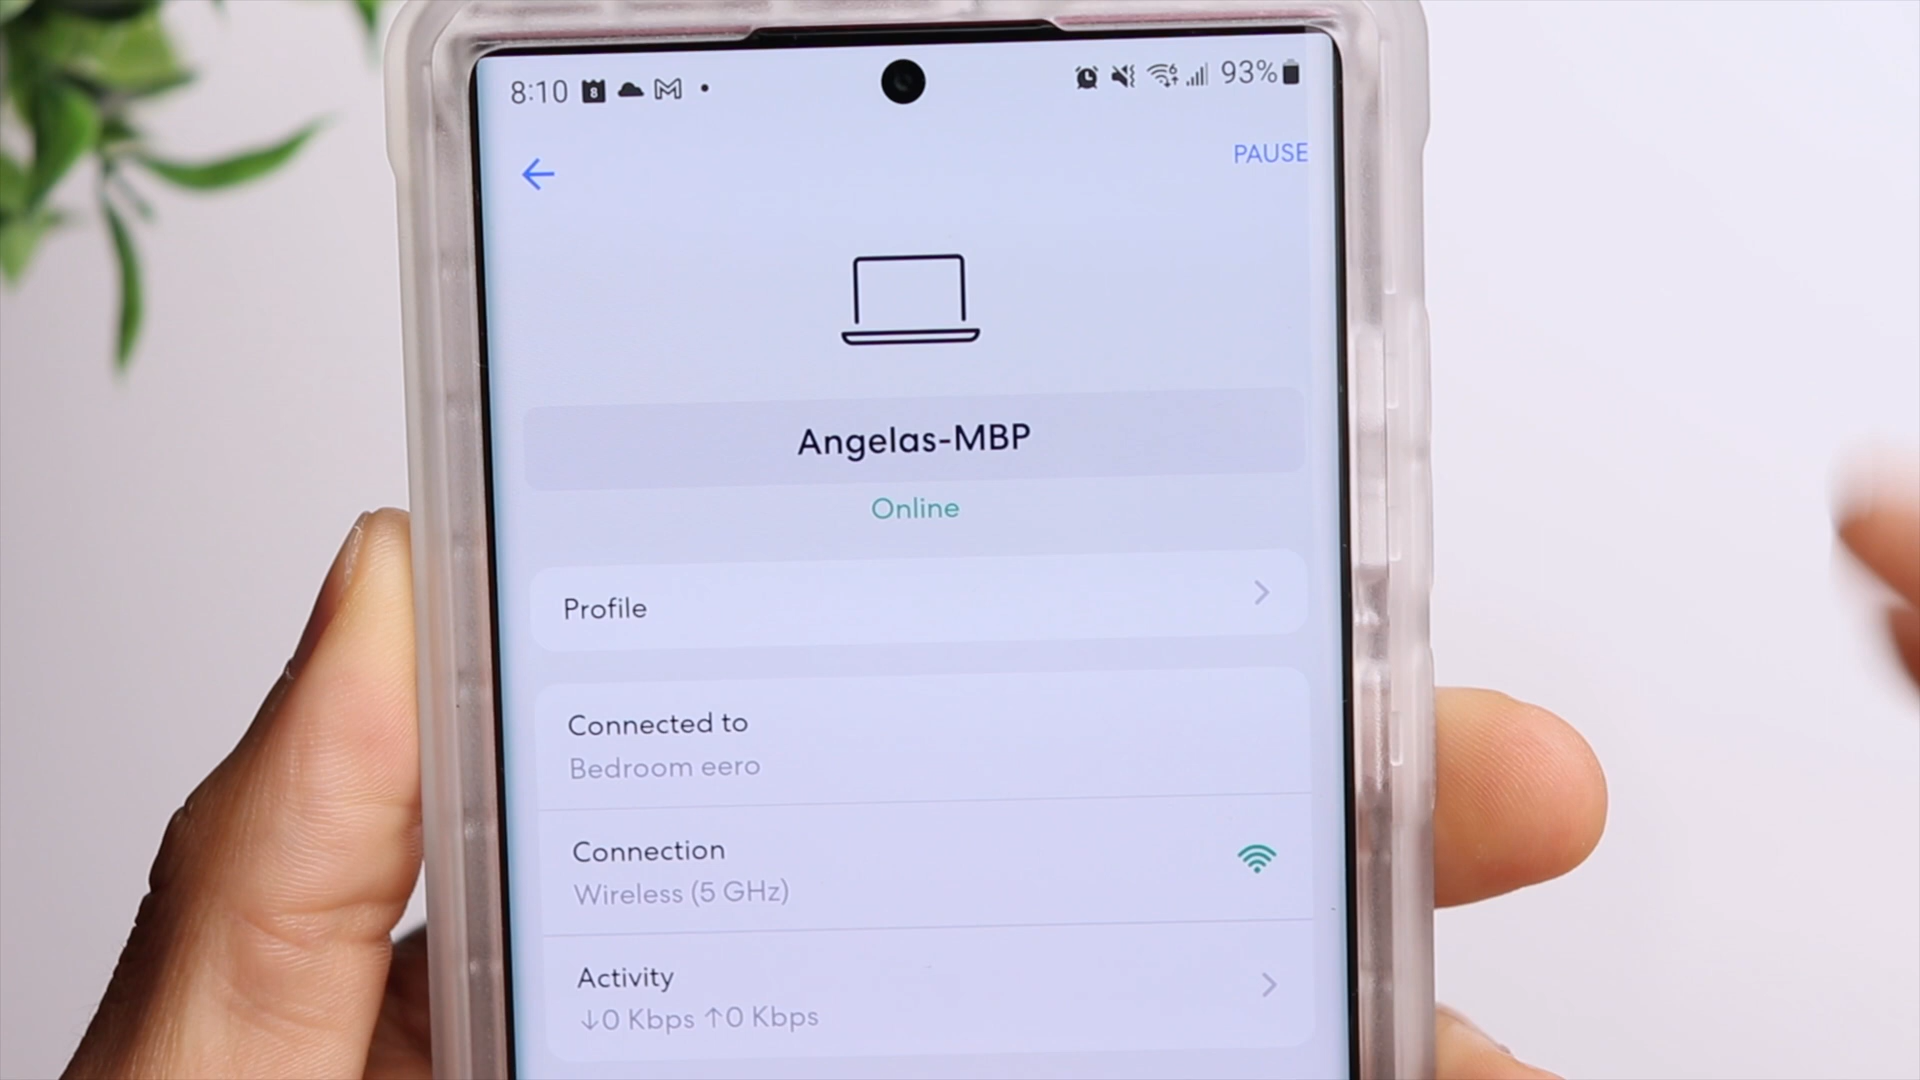 8:10 8 93%
PAUSE
Angelas-MBP
Online
Profile
Connected to
Bedroom eero
Connection
Wireless (5 GHz)
Activity
↓0 Kbps ↑0 Kbps